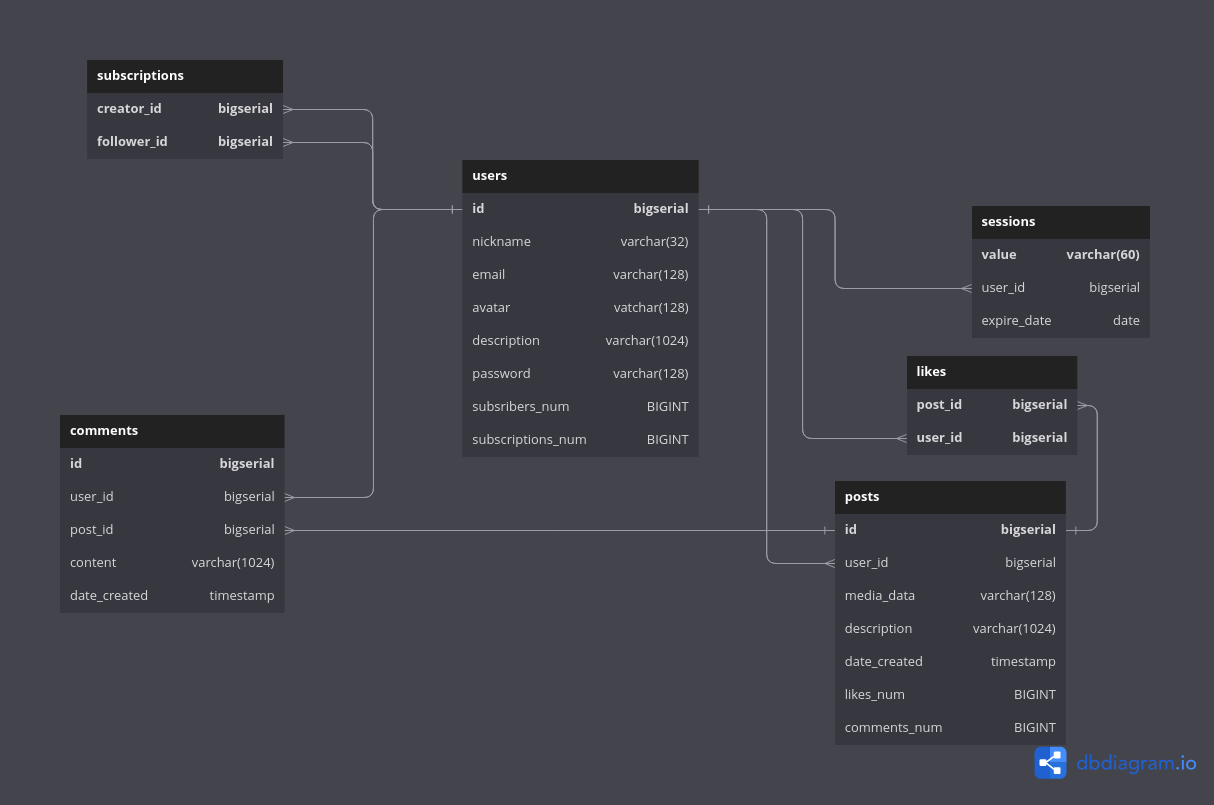 subscriptions
creator_id bigserial
follower_id bigserial
users
id bigserial
nickname varchar(32)
email varchar(128)
avatar vatchar(128)
description varchar(1024)
password varchar(128)
subsribers_num BIGINT
subscriptions_num BIGINT
sessions
value varchar(60)
user_id bigserial
expire_date date
likes
post_id bigserial
user_id bigserial
comments
id bigserial
user_id bigserial
post_id bigserial
content varchar(1024)
date_created timestamp
posts
id bigserial
user_id bigserial
media_data varchar(128)
description varchar(1024)
date_created timestamp
likes_num BIGINT
comments_num BIGINT
dbdiagram.io